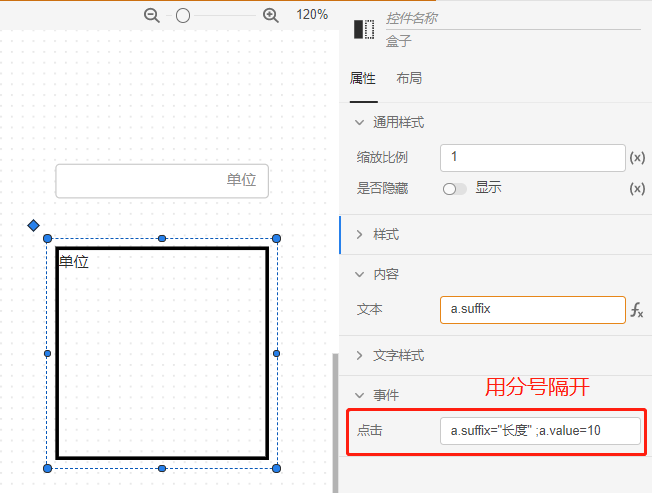 120%
控件名称
盒子
属性 布局
通用样式
缩放比例 1 (x)
单位
是否隐藏 显示 (x)
样式
单位
内容
文本 a.suffix fx
文字样式
事件 用分号隔开
点击 a.suffix="长度" ;a.value=10